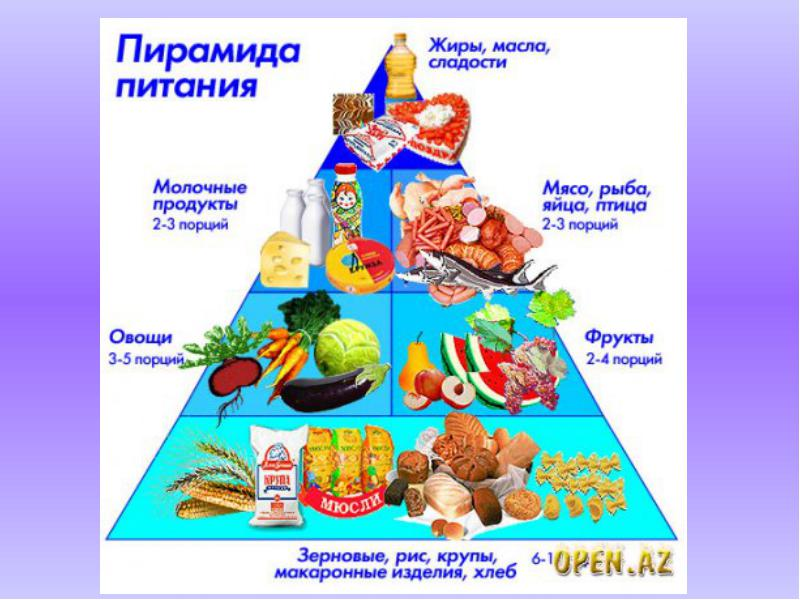 Пирамида
питания
Жиры, масла,
сладости
Молочные
продукты
2-3 порций
Мясо, рыба,
яйца, птица
2-3 порций
Овощи
3-5 порций
Фрукты
2-4 порций
КРУПА
МЮСЛИ
Зерновые, рис, крупы,
макаронные изделия, хлеб
OPEN.AZ